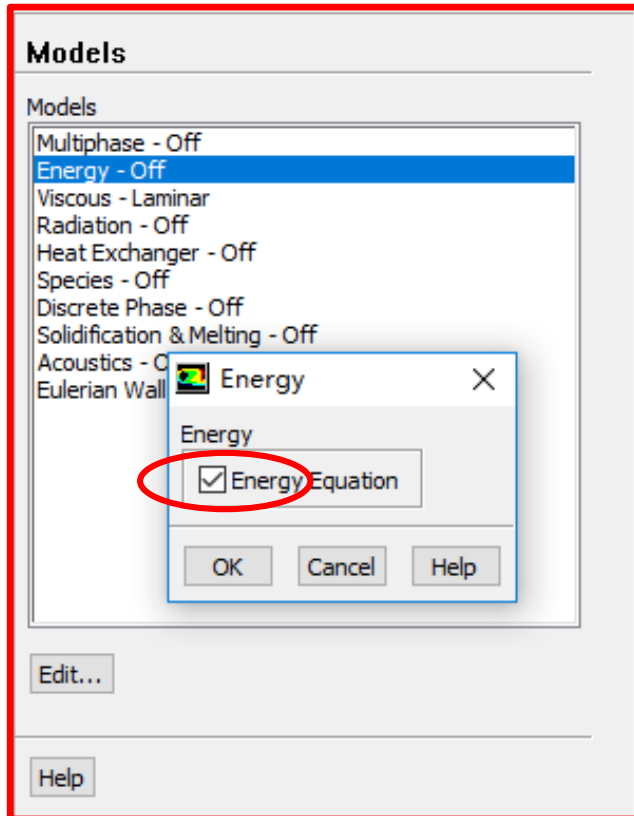 Models
Models
Multiphase - Off
Energy - Off
Viscous - Laminar
Radiation - Off
Heat Exchanger - Off
Species - Off
Discrete Phase - Off
Solidification & Melting - Off
Acoustics -
Eulerian Wall
Energy
Energy
Energy Equation
OK Cancel Help
Edit...
Help